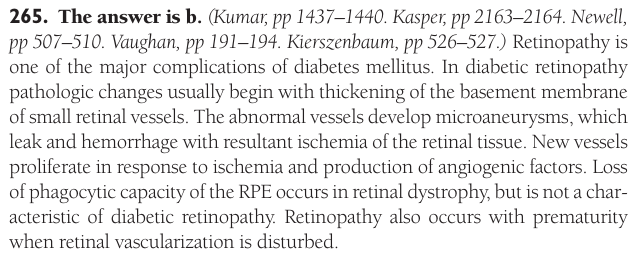 265. The answer is b. (Kumar, pp 1437–1440. Kasper, pp 2163–2164. Newell,
pp 507–510. Vaughan, pp 191–194. Kierszenbaum, pp 526–527.) Retinopathy is
one of the major complications of diabetes mellitus. In diabetic retinopathy
pathologic changes usually begin with thickening of the basement membrane
of small retinal vessels. The abnormal vessels develop microaneurysms, which
leak and hemorrhage with resultant ischemia of the retinal tissue. New vessels
proliferate in response to ischemia and production of angiogenic factors. Loss
of phagocytic capacity of the RPE occurs in retinal dystrophy, but is not a char-
acteristic of diabetic retinopathy. Retinopathy also occurs with prematurity
when retinal vascularization is disturbed.